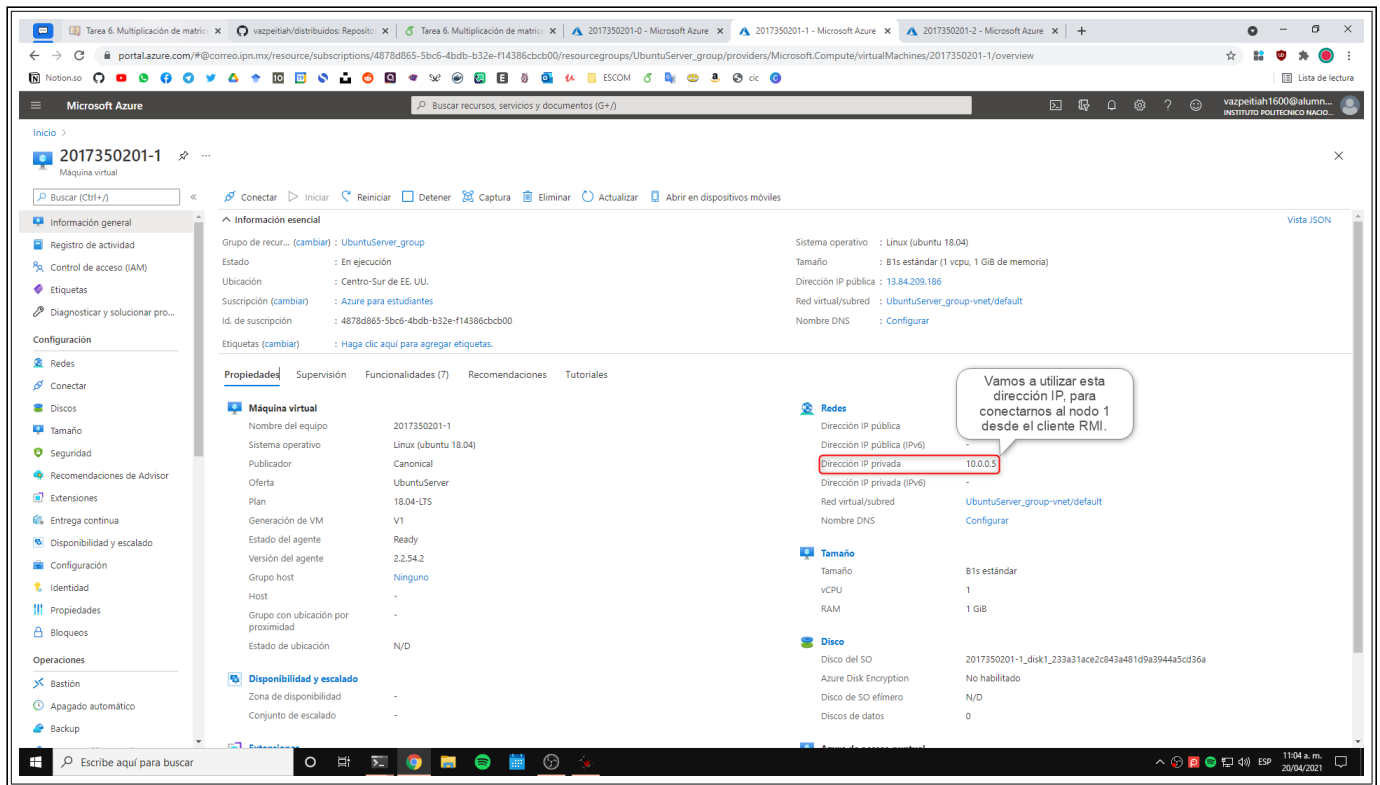 Tarea 6. Multiplicación de matric
vazpeitiah/distribuidos: Reposito
Tarea 6. Multiplicación de matric
2017350201-0 - Microsoft Azure
2017350201-1 - Microsoft Azure
2017350201-2 - Microsoft Azure
portal.azure.com/#@correo.ipn.mx/resource/subscriptions/4878d865-5bc6-4bdb-b32e-f14386cbcb00/resourcegroups/UbuntuServer_group/providers/Microsoft.Compute/virtualMachines/2017350201-1/overview
Notion.so
ESCOM
cic
Lista de lectura
Microsoft Azure
Buscar recursos, servicios y documentos (G+/)
vazpeitiah1600@alumn...
INSTITUTO POLITECNICO NACIO...
Inicio >
2017350201-1
Máquina virtual
Buscar (Ctrl+/)
Conectar Iniciar Reiniciar Detener Captura Eliminar Actualizar Abrir en dispositivos móviles
Información general
Registro de actividad
Control de acceso (IAM)
Etiquetas
Diagnosticar y solucionar pro...
Configuración
Redes
Conectar
Discos
Tamaño
Seguridad
Recomendaciones de Advisor
Extensiones
Entrega continua
Disponibilidad y escalado
Configuración
Identidad
Propiedades
Bloqueos
Operaciones
Bastión
Apagado automático
Backup
Información esencial
Vista JSON
Grupo de recur... (cambiar) : UbuntuServer_group
Estado : En ejecución
Ubicación : Centro-Sur de EE. UU.
Suscripción (cambiar) : Azure para estudiantes
Id. de suscripción : 4878d865-5bc6-4bdb-b32e-f14386cbcb00
Etiquetas (cambiar) : Haga clic aquí para agregar etiquetas.
Sistema operativo : Linux (ubuntu 18.04)
Tamaño : B1s estándar (1 vcpu, 1 GiB de memoria)
Dirección IP pública : 13.84.209.186
Red virtual/subred : UbuntuServer_group-vnet/default
Nombre DNS : Configurar
Propiedades Supervisión Funcionalidades (7) Recomendaciones Tutoriales
Máquina virtual
Nombre del equipo 2017350201-1
Sistema operativo Linux (ubuntu 18.04)
Publicador Canonical
Oferta UbuntuServer
Plan 18.04-LTS
Generación de VM V1
Estado del agente Ready
Versión del agente 2.2.54.2
Grupo host Ninguno
Host -
Grupo con ubicación por proximidad -
Estado de ubicación N/D
Disponibilidad y escalado
Zona de disponibilidad -
Conjunto de escalado -
Extensiones
Vamos a utilizar esta
dirección IP, para
conectarnos al nodo 1
desde el cliente RMI.
Redes
Dirección IP pública
Dirección IP pública (IPv6) -
Dirección IP privada 10.0.0.5
Dirección IP privada (IPv6) -
Red virtual/subred UbuntuServer_group-vnet/default
Nombre DNS Configurar
Tamaño
Tamaño B1s estándar
vCPU 1
RAM 1 GiB
Disco
Disco del SO 2017350201-1_disk1_233a31ace2c843a481d9a3944a5cd36a
Azure Disk Encryption No habilitado
Disco de SO efímero N/D
Discos de datos 0
Escribe aquí para buscar
ESP
11:04 a. m.
20/04/2021